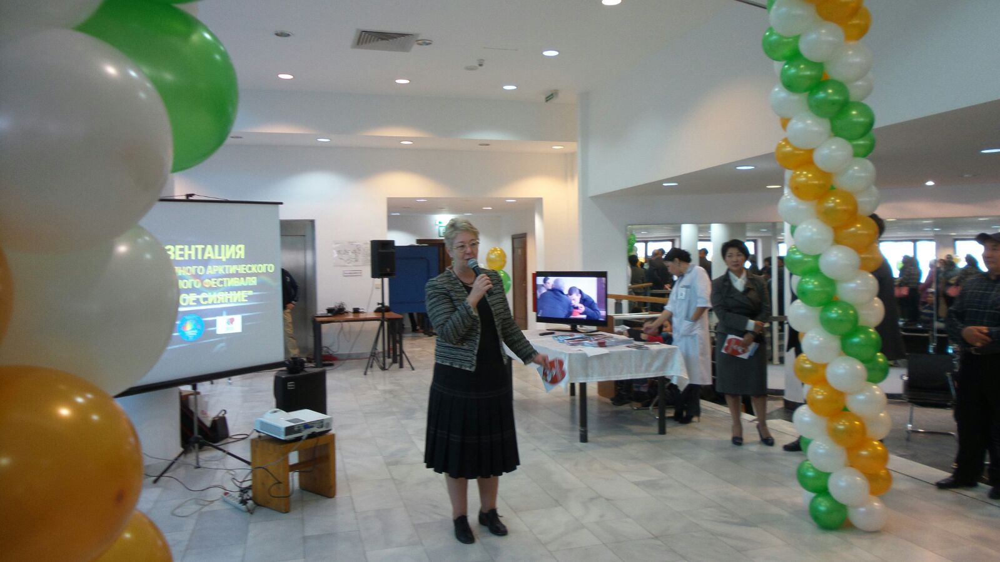 ЗЕНТАЦИЯ
НОГО АРКТИЧЕСКОГО
ЛОГО ФЕСТИВАЛЯ
ОЕ СИЯНИЕ"